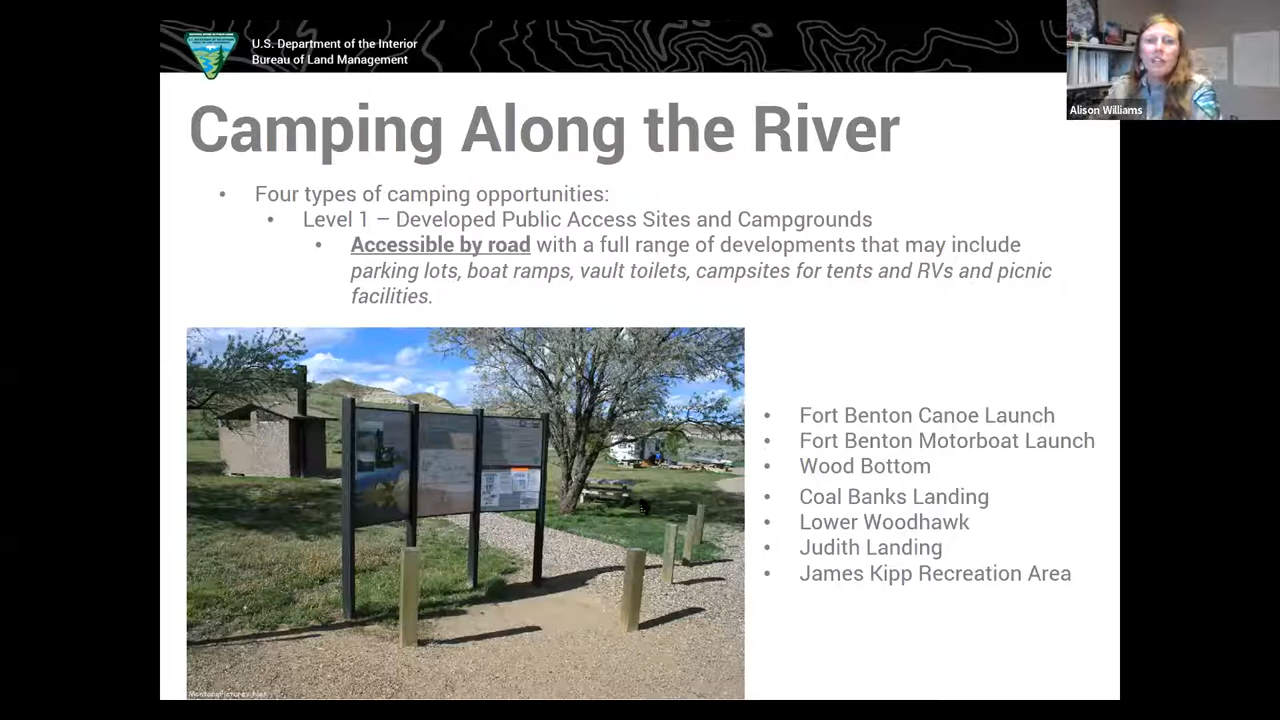 U.S. Department of the Interior
Bureau of Land Management
Alison Williams
Camping Along the River
• Four types of camping opportunities:
• Level 1 – Developed Public Access Sites and Campgrounds
• Accessible by road with a full range of developments that may include
parking lots, boat ramps, vault toilets, campsites for tents and RVs and picnic
facilities.
• Fort Benton Canoe Launch
• Fort Benton Motorboat Launch
• Wood Bottom
• Coal Banks Landing
• Lower Woodhawk
• Judith Landing
• James Kipp Recreation Area
MontanaPictures.Net